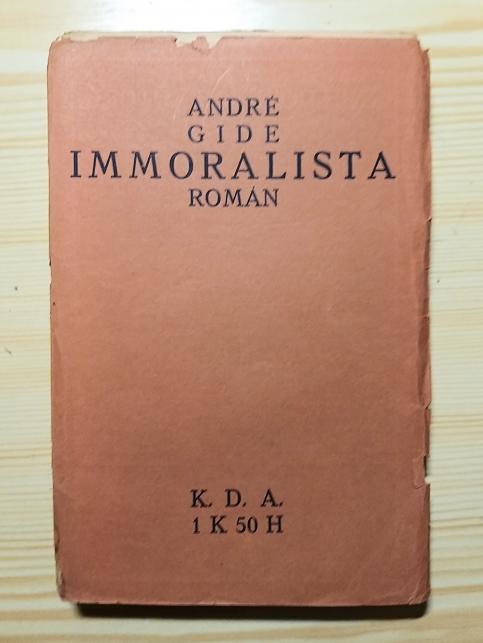 ANDRÉ
GIDE
IMMORALISTA
ROMÁN
K. D. A.
1 K 50 H